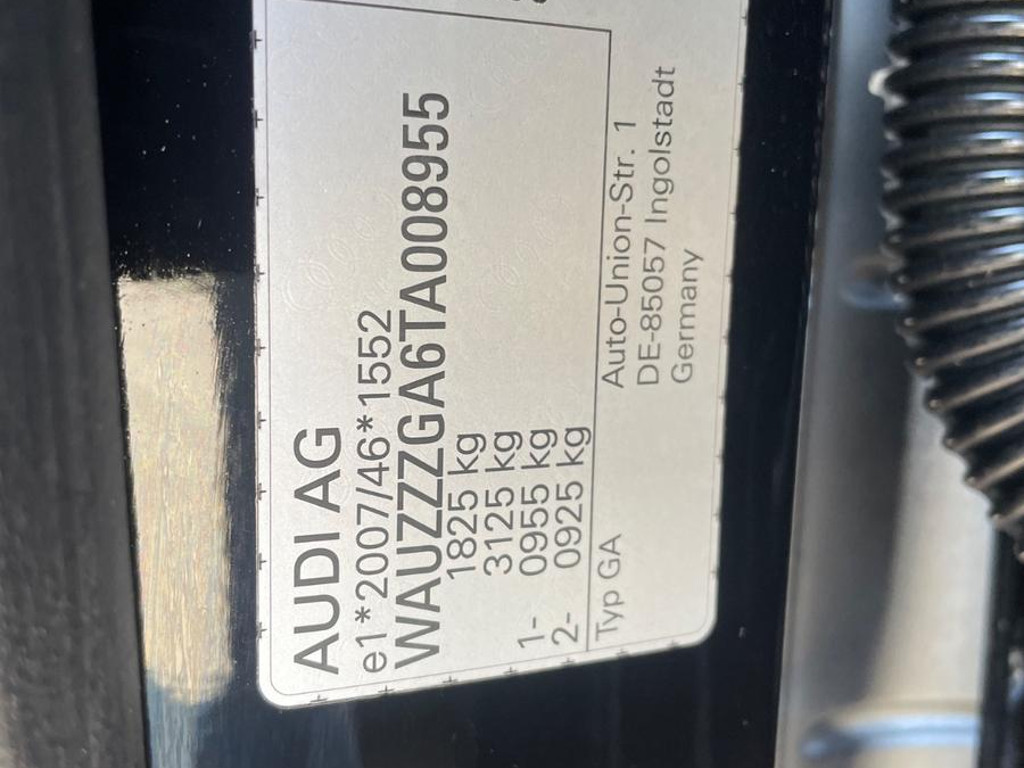 AUDI AG
e1*2007/46*1552
WAUZZZGA6TA008955
1825 kg
3125 kg
1- 0955 kg
2- 0925 kg
Typ GA
Auto-Union-Str. 1
DE-85057 Ingolstadt
Germany